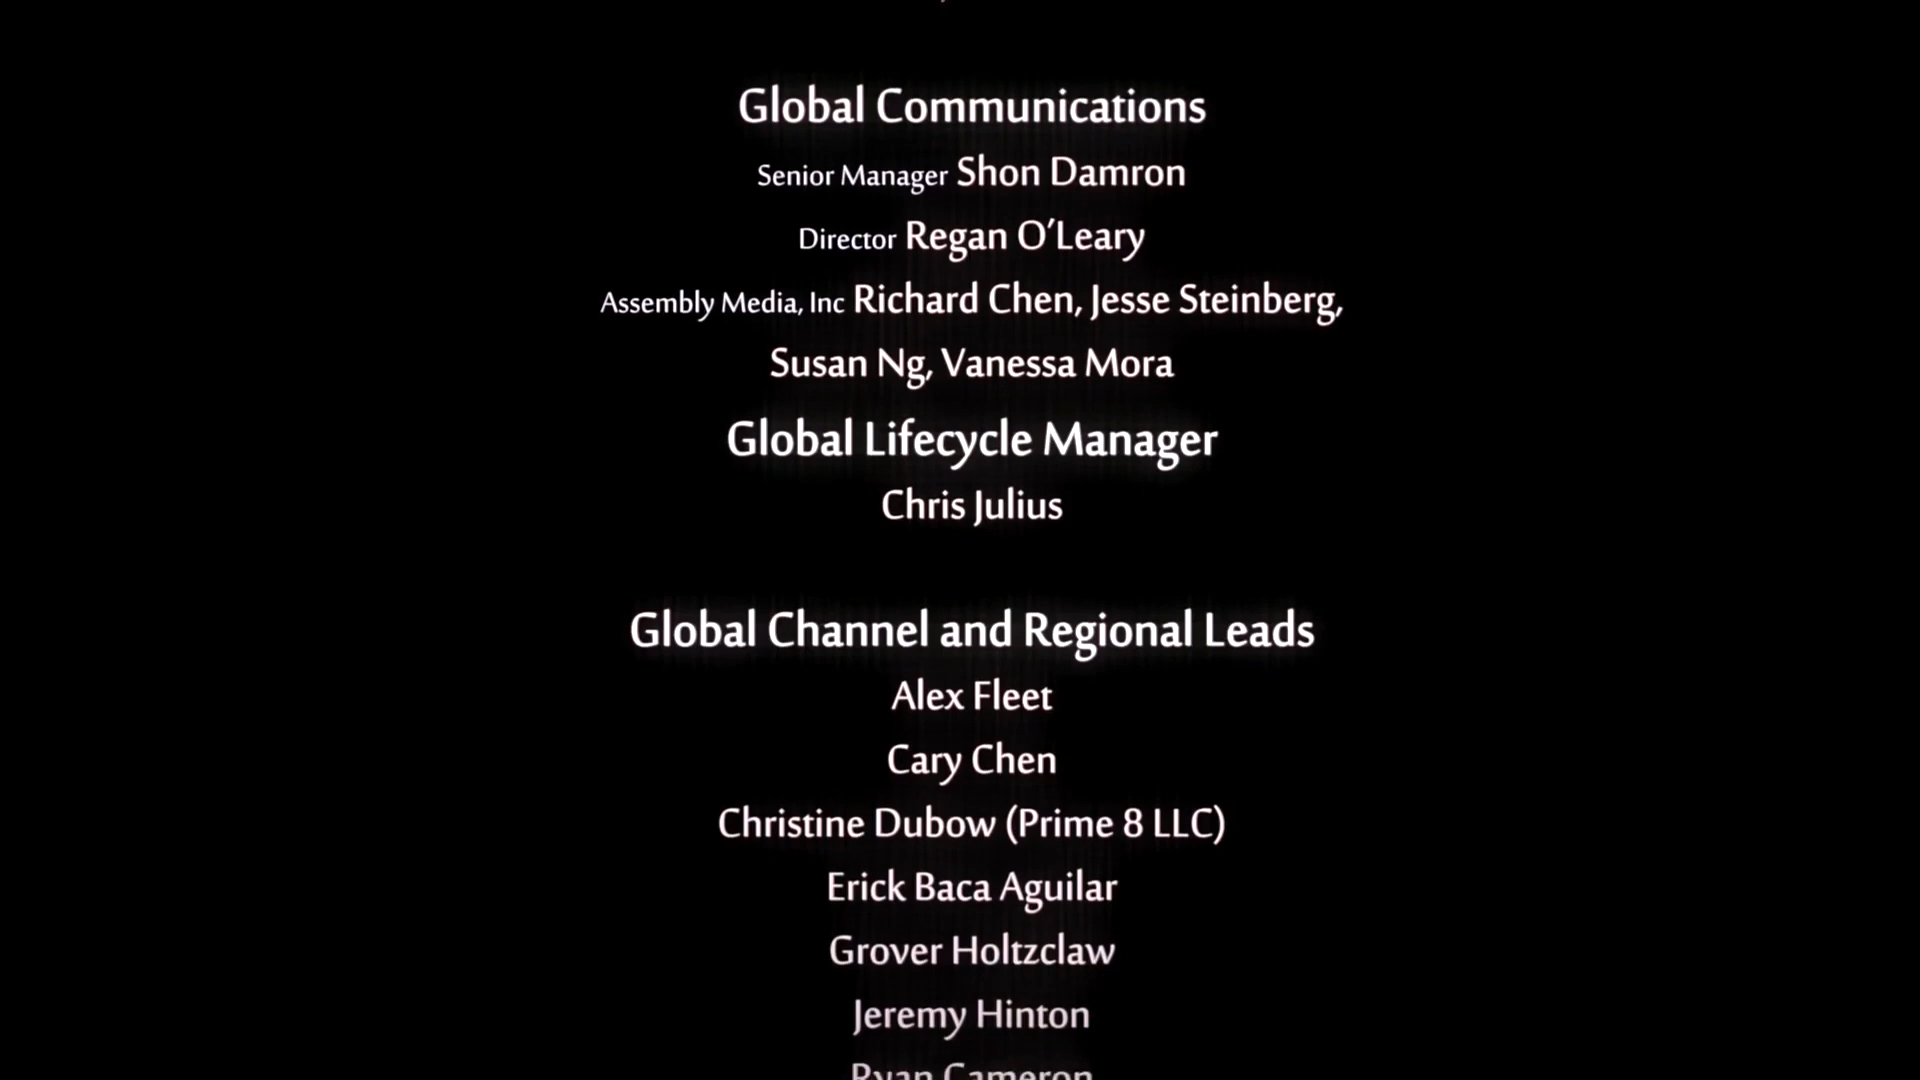 Global Communications
Senior Manager Shon Damron
Director Regan O'Leary
Assembly Media, Inc Richard Chen, Jesse Steinberg,
Susan Ng, Vanessa Mora
Global Lifecycle Manager
Chris Julius
Global Channel and Regional Leads
Alex Fleet
Cary Chen
Christine Dubow (Prime 8 LLC)
Erick Baca Aguilar
Grover Holtzclaw
Jeremy Hinton
Ryan Cameron